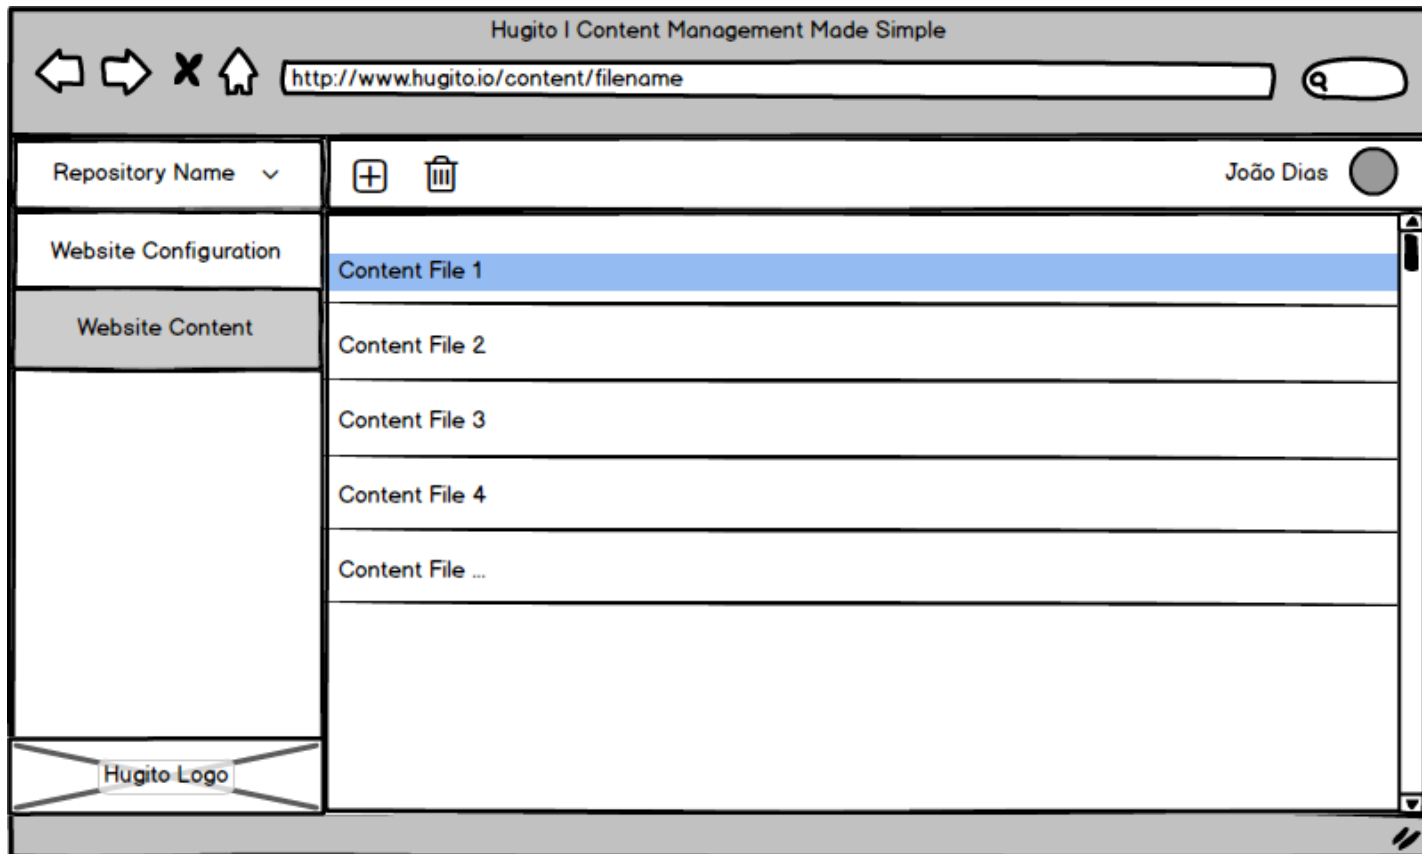 Hugito | Content Management Made Simple
http://www.hugito.io/content/filename
Repository Name
João Dias
Website Configuration
Website Content
Content File 1
Content File 2
Content File 3
Content File 4
Content File ...
Hugito Logo